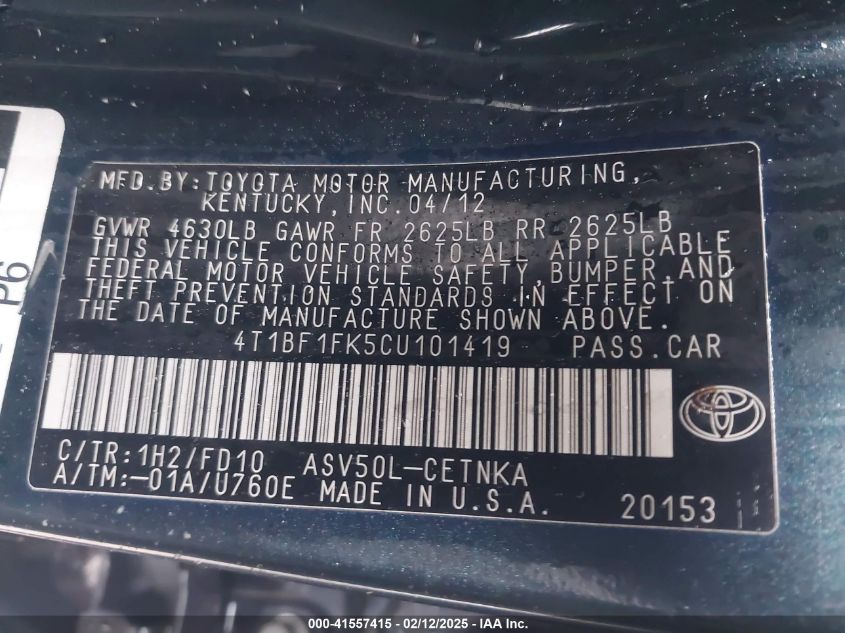 MFD.BY:TOYOTA MOTOR MANUFACTURING,
KENTUCKY,INC.04/12
GVWR 4630LB GAWR FR 2625LB RR 2625LB
THIS VEHICLE CONFORMS TO ALL APPLICABLE
FEDERAL MOTOR VEHICLE SAFETY,BUMPER,AND
THEFT PREVENTION STANDARDS IN EFFECT ON
THE DATE OF MANUFACTURE SHOWN ABOVE.
4T1BF1FK5CU101419 PASS.CAR
C/TR:1H2/FD10 ASV50L-CETNKA
A/TM:-01A/U760E MADE IN U.S.A. 20153
P6
000-41557415 - 02/12/2025 - IAA Inc.